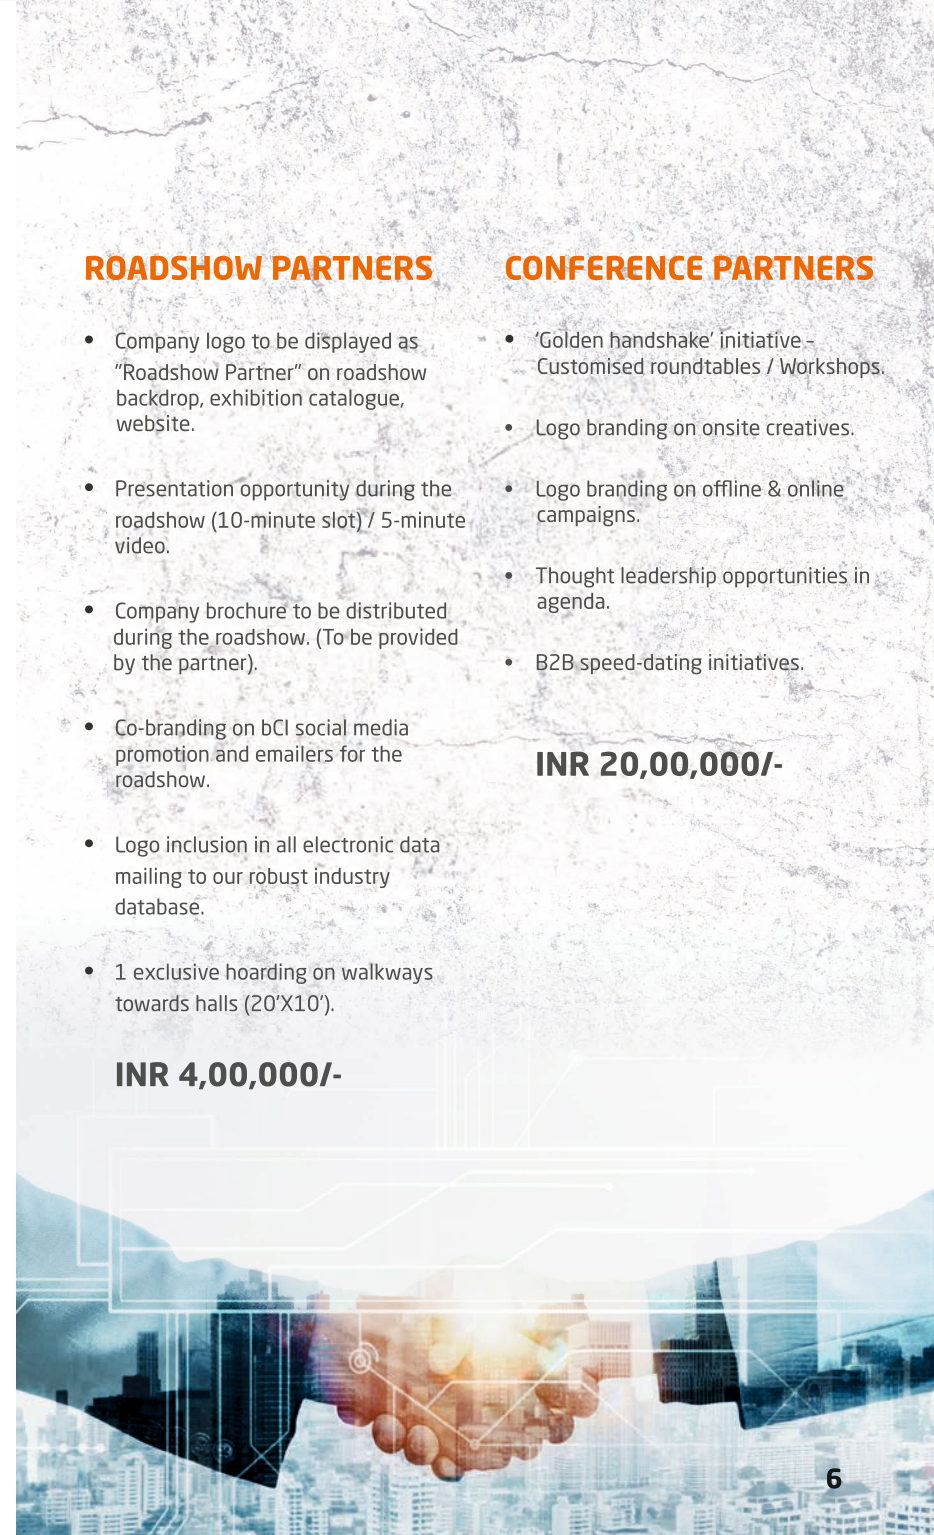 ROADSHOW PARTNERS
• Company logo to be displayed as
"Roadshow Partner" on roadshow
backdrop, exhibition catalogue,
website.
• Presentation opportunity during the
roadshow (10-minute slot) / 5-minute
video.
• Company brochure to be distributed
during the roadshow. (To be provided
by the partner).
• Co-branding on bCI social media
promotion and emailers for the
roadshow.
• Logo inclusion in all electronic data
mailing to our robust industry
database.
• 1 exclusive hoarding on walkways
towards halls (20'X10').
INR 4,00,000/-
CONFERENCE PARTNERS
• 'Golden handshake' initiative –
Customised roundtables / Workshops.
• Logo branding on onsite creatives.
• Logo branding on offline & online
campaigns.
• Thought leadership opportunities in
agenda.
• B2B speed-dating initiatives.
INR 20,00,000/-
6